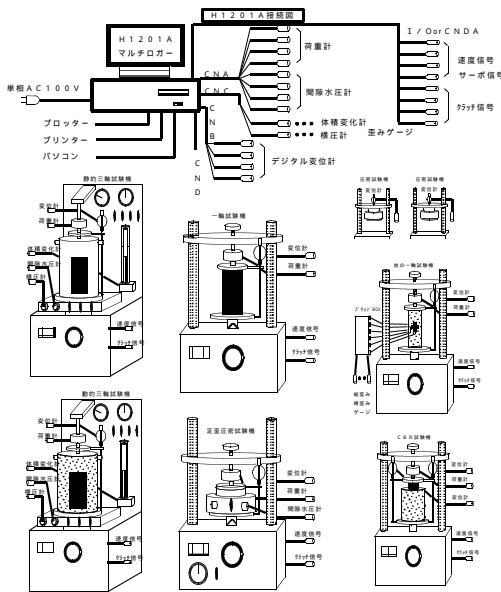 H1201A接続図
H1201A
マルチロガー
I／OorCNDA
荷重計
速度信号
サーボ信号
CNA
単相AC100V
CNC
間隙水圧計
クラッチ信号
プロッター
CNB
体積変化計
プリンター
横圧計
歪みゲージ
パソコン
デジタル変位計
CND
静的三軸試験機
変位計
荷重計
体積変化計
間隙水圧計
横圧計
速度信号
クラッチ信号
一軸試験機
変位計
荷重計
速度信号
クラッチ信号
圧密試験機
変位計
圧密試験機
変位計
岩の一軸試験機
変位計
荷重計
ブリッジBOX
速度信号
クラッチ信号
縦歪み
横歪み
ゲージ
動的三軸試験機
変位計
荷重計
体積変化計
間隙水圧計
横圧計
速度信号
クラッチ信号
定歪圧密試験機
変位計
荷重計
間隙水圧計
速度信号
クラッチ信号
CBR試験機
変位計
荷重計
変位計
速度信号
クラッチ信号